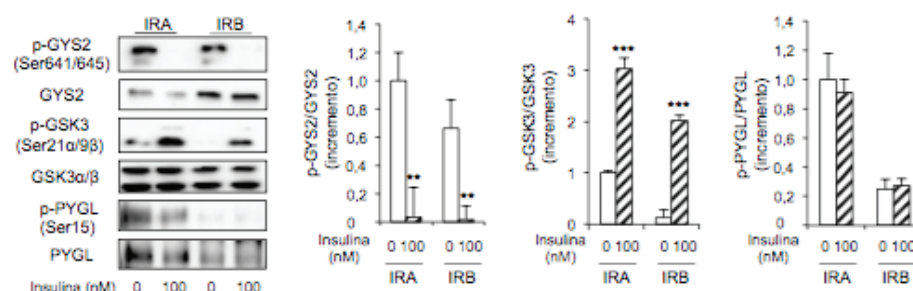 IRA IRB
p-GYS2
(Ser641/645)
GYS2
p-GSK3
(Ser21α/9β)
GSK3α/β
p-PYGL
(Ser15)
PYGL
Insulina (nM) 0 100 0 100
p-GYS2/GYS2
(incremento)
1,4
1,2
1,0
0,8
0,6
0,4
0,2
0
** **
Insulina
(nM)
0 100 0 100
IRA IRB
p-GSK3/GSK3
(incremento)
4
3
2
1
0
*** ***
Insulina
(nM)
0 100 0 100
IRA IRB
p-PYGL/PYGL
(incremento)
1,4
1,2
1,0
0,8
0,6
0,4
0,2
0
Insulina
(nM)
0 100 0 100
IRA IRB